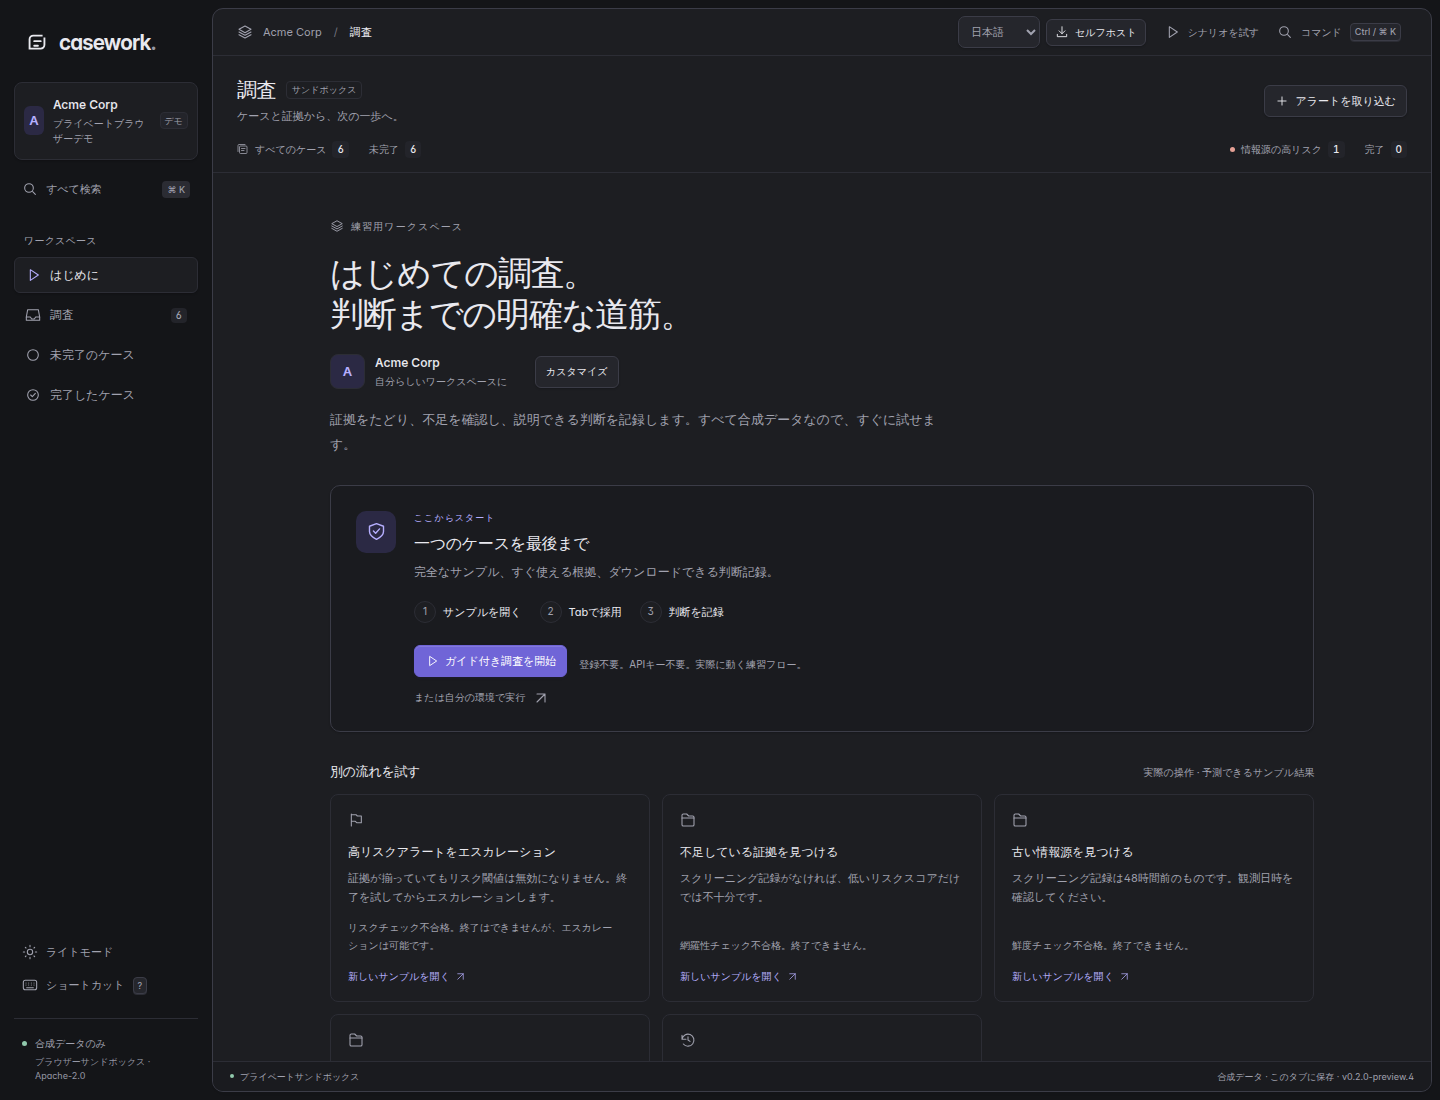 casework.
A
Acme Corp
プライベートブラウ
ザーデモ
デモ
すべて検索
⌘ K
ワークスペース
はじめに
調査
6
未完了のケース
完了したケース
ライトモード
ショートカット
?
合成データのみ
ブラウザーサンドボックス ·
Apache-2.0
Acme Corp / 調査
日本語
セルフホスト
シナリオを試す
コマンド
Ctrl / ⌘ K
調査
サンドボックス
ケースと証拠から、次の一歩へ。
アラートを取り込む
すべてのケース 6
未完了 6
情報源の高リスク 1
完了 0
練習用ワークスペース
はじめての調査。
判断までの明確な道筋。
A
Acme Corp
自分らしいワークスペースに
カスタマイズ
証拠をたどり、不足を確認し、説明できる判断を記録します。すべて合成データなので、すぐに試せま
す。
ここからスタート
一つのケースを最後まで
完全なサンプル、すぐ使える根拠、ダウンロードできる判断記録。
1 サンプルを開く
2 Tabで採用
3 判断を記録
ガイド付き調査を開始
登録不要。APIキー不要。実際に動く練習フロー。
または自分の環境で実行
別の流れを試す
実際の操作 · 予測できるサンプル結果
高リスクアラートをエスカレーション
証拠が揃っていてもリスク閾値は無効になりません。終
了を試してからエスカレーションします。
リスクチェック不合格。終了はできませんが、エスカレー
ションは可能です。
新しいサンプルを開く
不足している証拠を見つける
スクリーニング記録がなければ、低いリスクスコアだけ
では不十分です。
網羅性チェック不合格。終了できません。
新しいサンプルを開く
古い情報源を見つける
スクリーニング記録は48時間前のものです。観測日時を
確認してください。
鮮度チェック不合格。終了できません。
新しいサンプルを開く
プライベートサンドボックス
合成データ · このタブに保存 · v0.2.0-preview.4